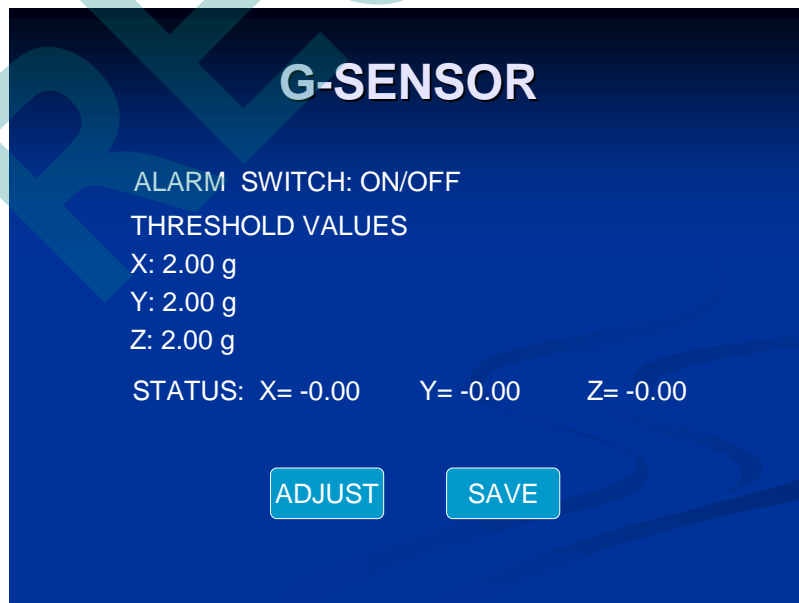 G-SENSOR
ALARM SWITCH: ON/OFF
THRESHOLD VALUES
X: 2.00 g
Y: 2.00 g
Z: 2.00 g
STATUS: X= -0.00 Y= -0.00 Z= -0.00
ADJUST SAVE